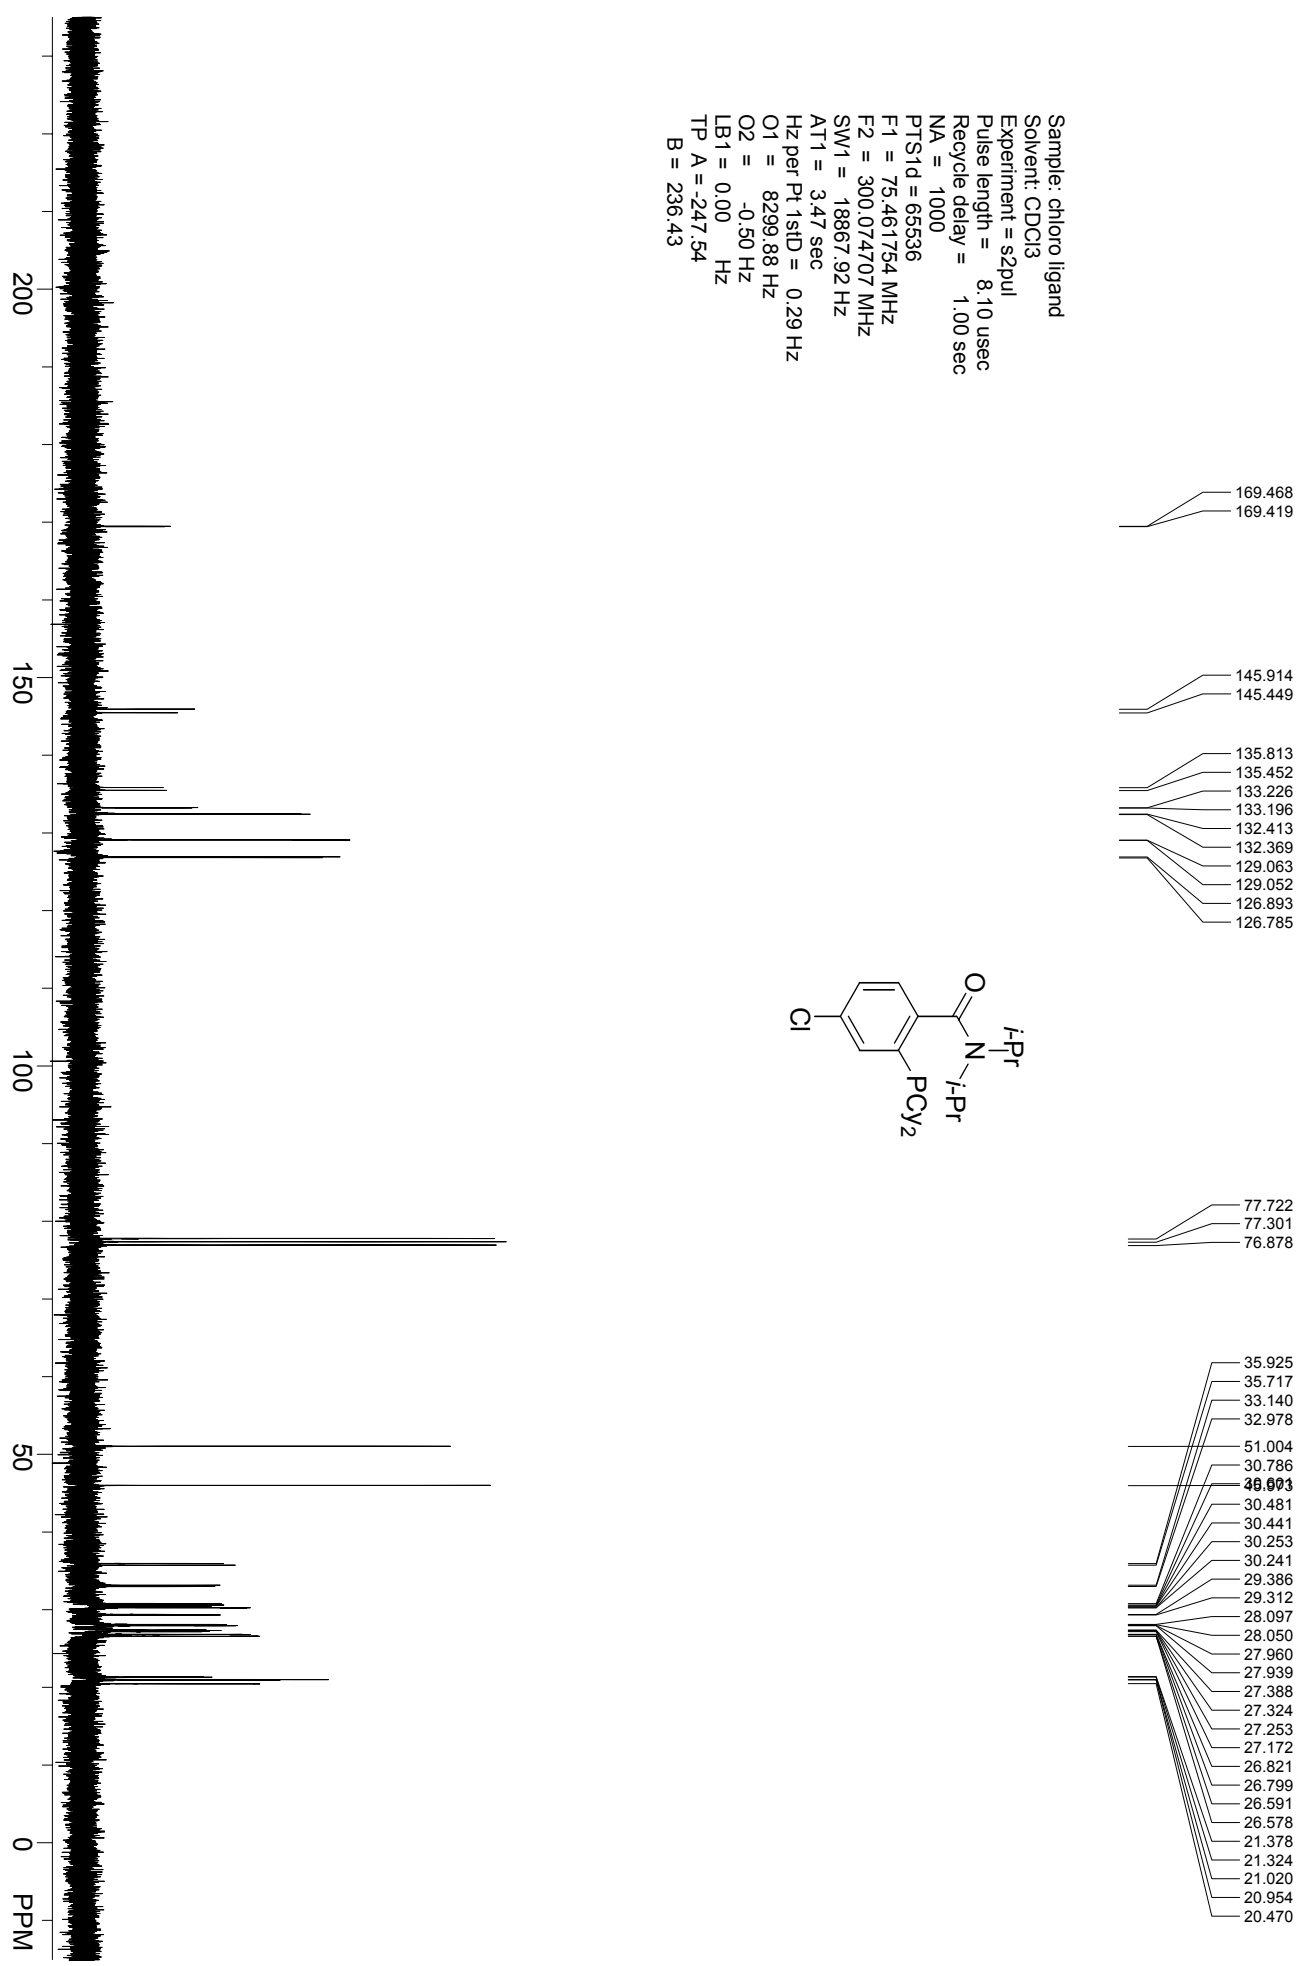 Sample: chloro ligand
Solvent: CDCl3
Experiment = s2pul
Pulse length = 8.10 usec
Recycle delay = 1.00 sec
NA = 1000
PTS1d = 65536
F1 = 75.461754 MHz
F2 = 300.074707 MHz
SW1 = 18867.92 Hz
AT1 = 3.47 sec
Hz per Pt 1stD = 0.29 Hz
O1 = 8299.88 Hz
O2 = -0.50 Hz
LB1 = 0.00 Hz
TP A = -247.54
B = 236.43
169.468
169.419
145.914
145.449
135.813
135.452
133.226
133.196
132.413
132.369
129.063
129.052
126.893
126.785
77.722
77.301
76.878
35.925
35.717
33.140
32.978
51.004
30.786
30.481
30.441
30.253
30.241
29.386
29.312
28.097
28.050
27.960
27.939
27.388
27.324
27.253
27.172
26.821
26.799
26.591
26.578
21.378
21.324
21.020
20.954
20.470
i-Pr
O
N
i-Pr
PCy2
Cl
200
150
100
50
0
PPM